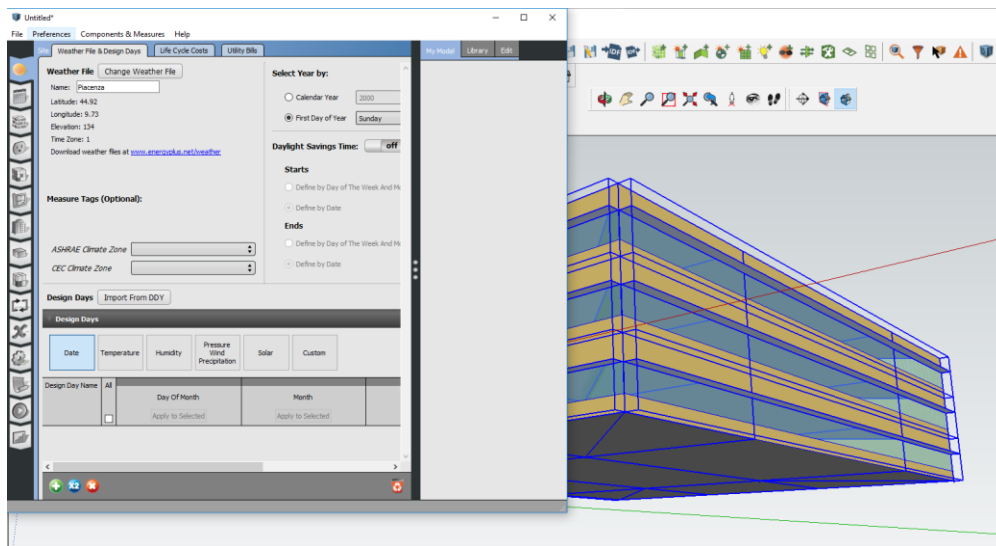 Untitled*
File Preferences Components & Measures Help
Site Weather File & Design Days Life Cycle Costs Utility Bills
My Model Library Edit
Weather File Change Weather File
Name: Piacenza
Latitude: 44.92
Longitude: 9.73
Elevation: 134
Time Zone: 1
Download weather files at www.energyplus.net/weather
Measure Tags (Optional):
ASHRAE Climate Zone
CEC Climate Zone
Select Year by:
Calendar Year 2000
First Day of Year Sunday
Daylight Savings Time: off
Starts
Define by Day of The Week And Mo
Define by Date
Ends
Define by Day of The Week And Mo
Define by Date
Design Days Import From DDY
Design Days
Date Temperature Humidity Pressure Wind Precipitation Solar Custom
Design Day Name All Day Of Month Month
Apply to Selected Apply to Selected
X2
IDF